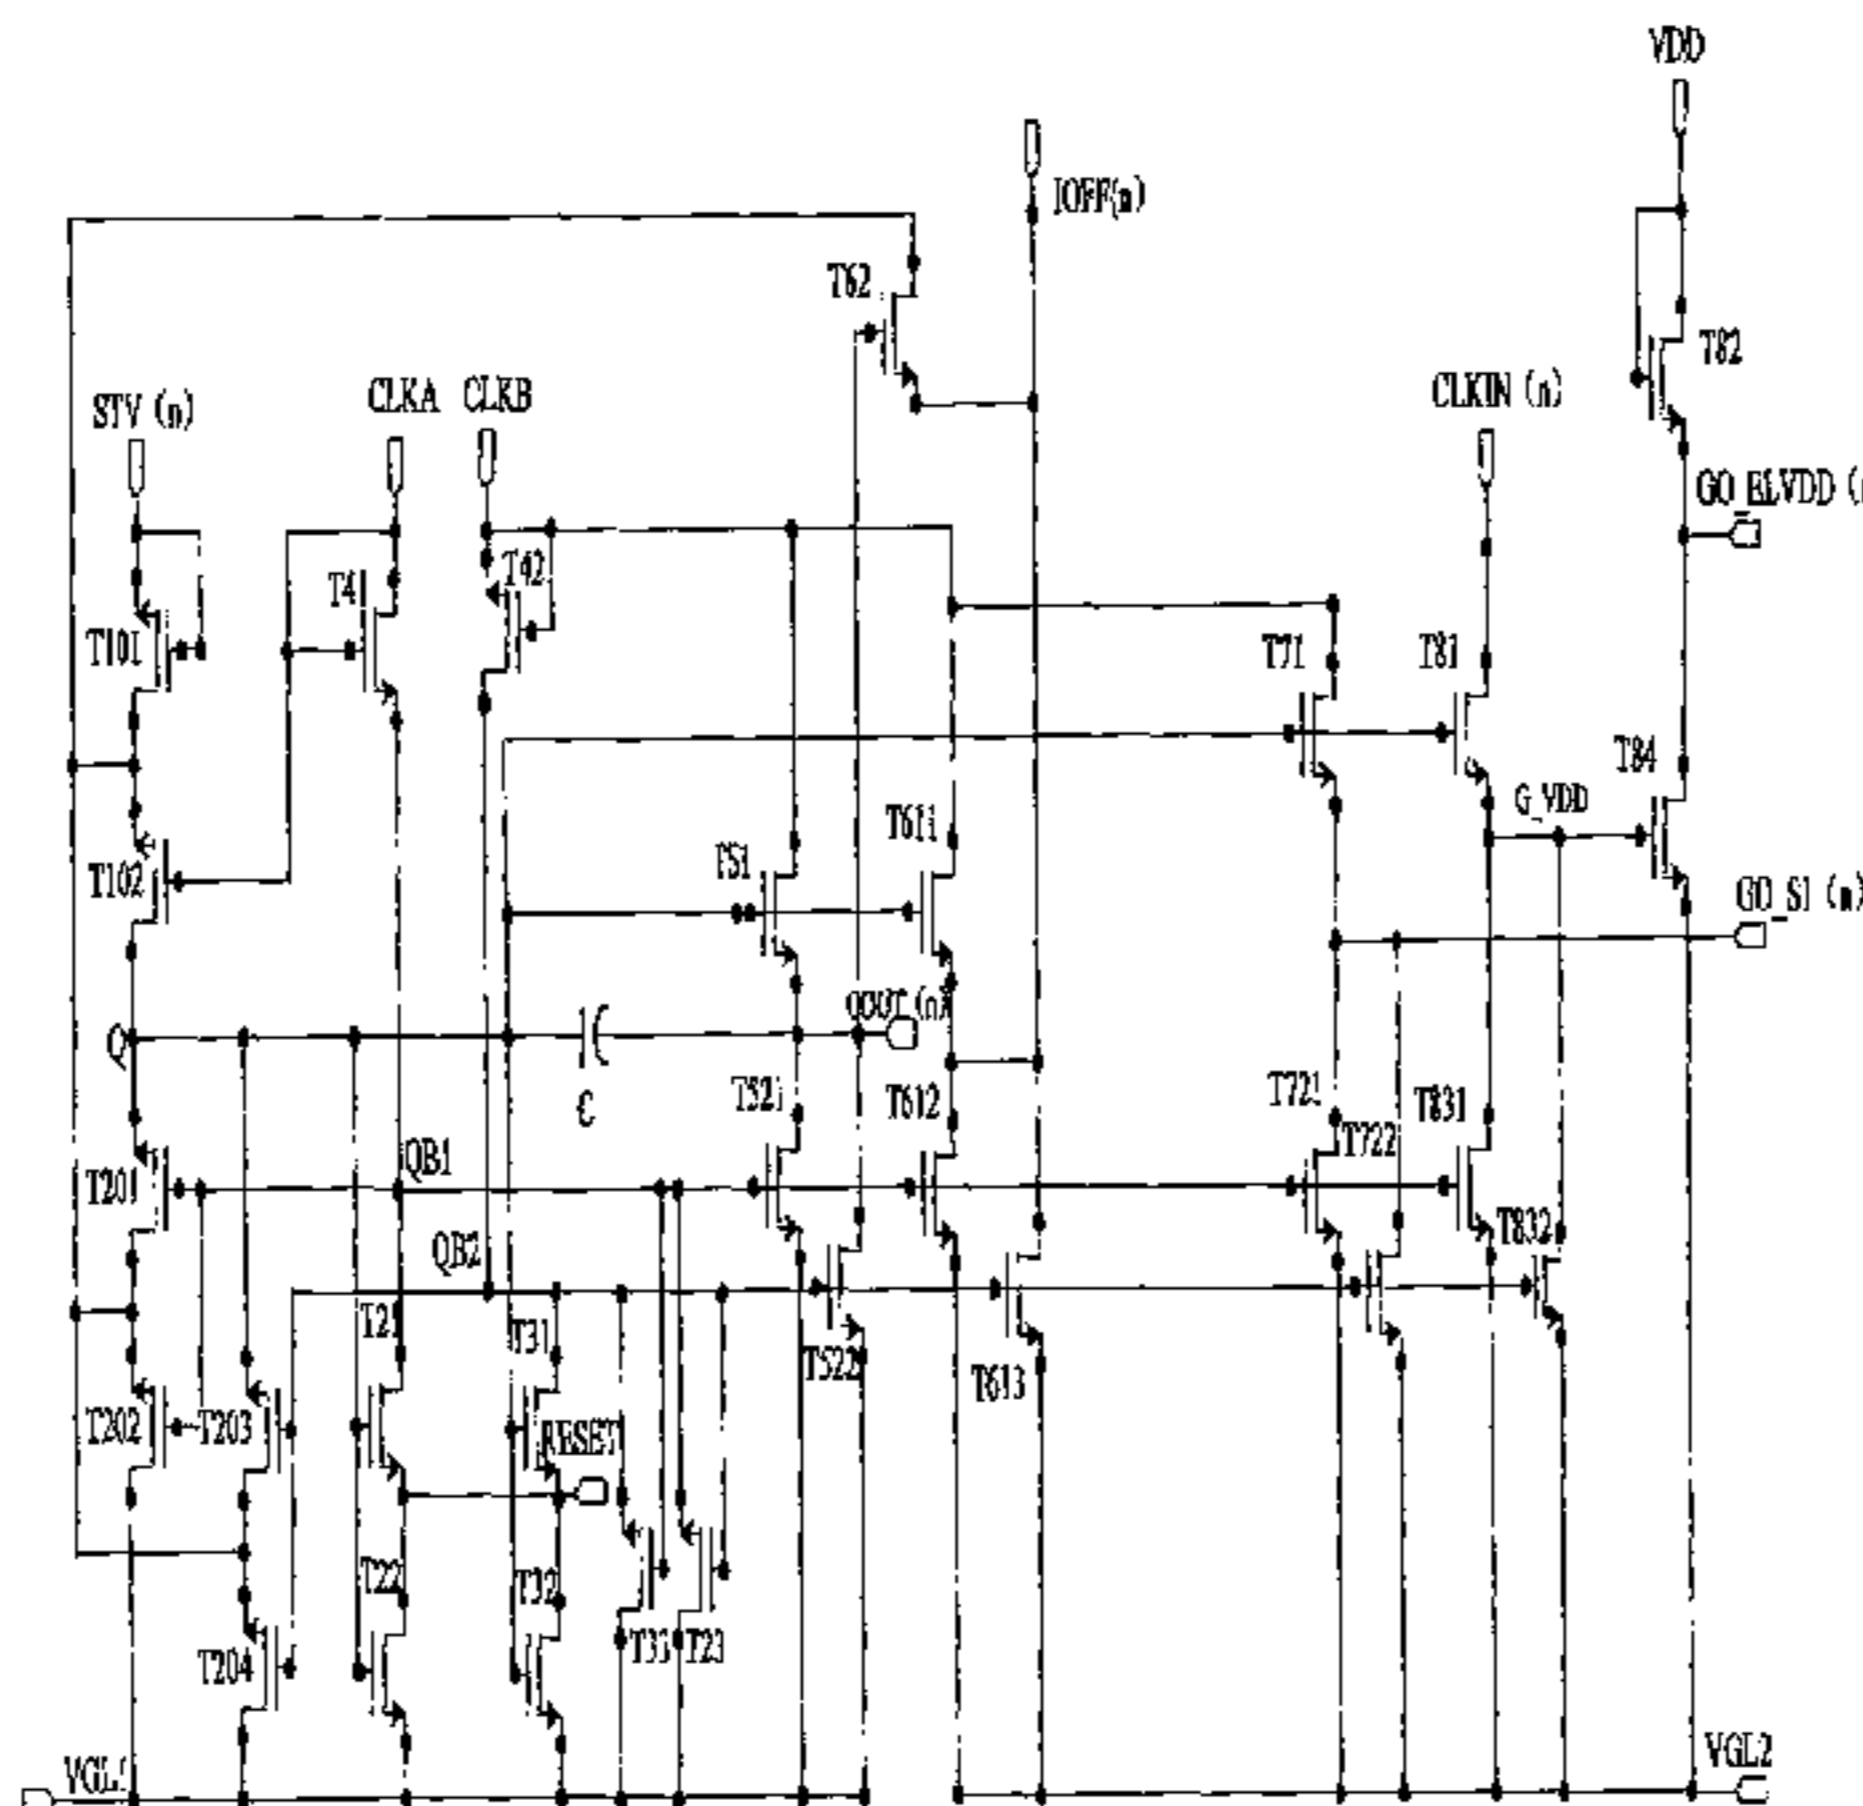 VDD
IOFF(n)
T62
T82
CLKA
CLKB
CLKIN (n)
STV (n)
GO_ELVDD (n
T42
T4
T101
T71
T81
T84
G_VDD
T611
T102
GO_S1 (n)
Q
C
T521
T612
T721
T722
T831
QB1
T201
QB2
T832
T21
T31
T522
T613
T202
T203
RESET
T22
T32
T33
T23
T204
VGL1
VGL2